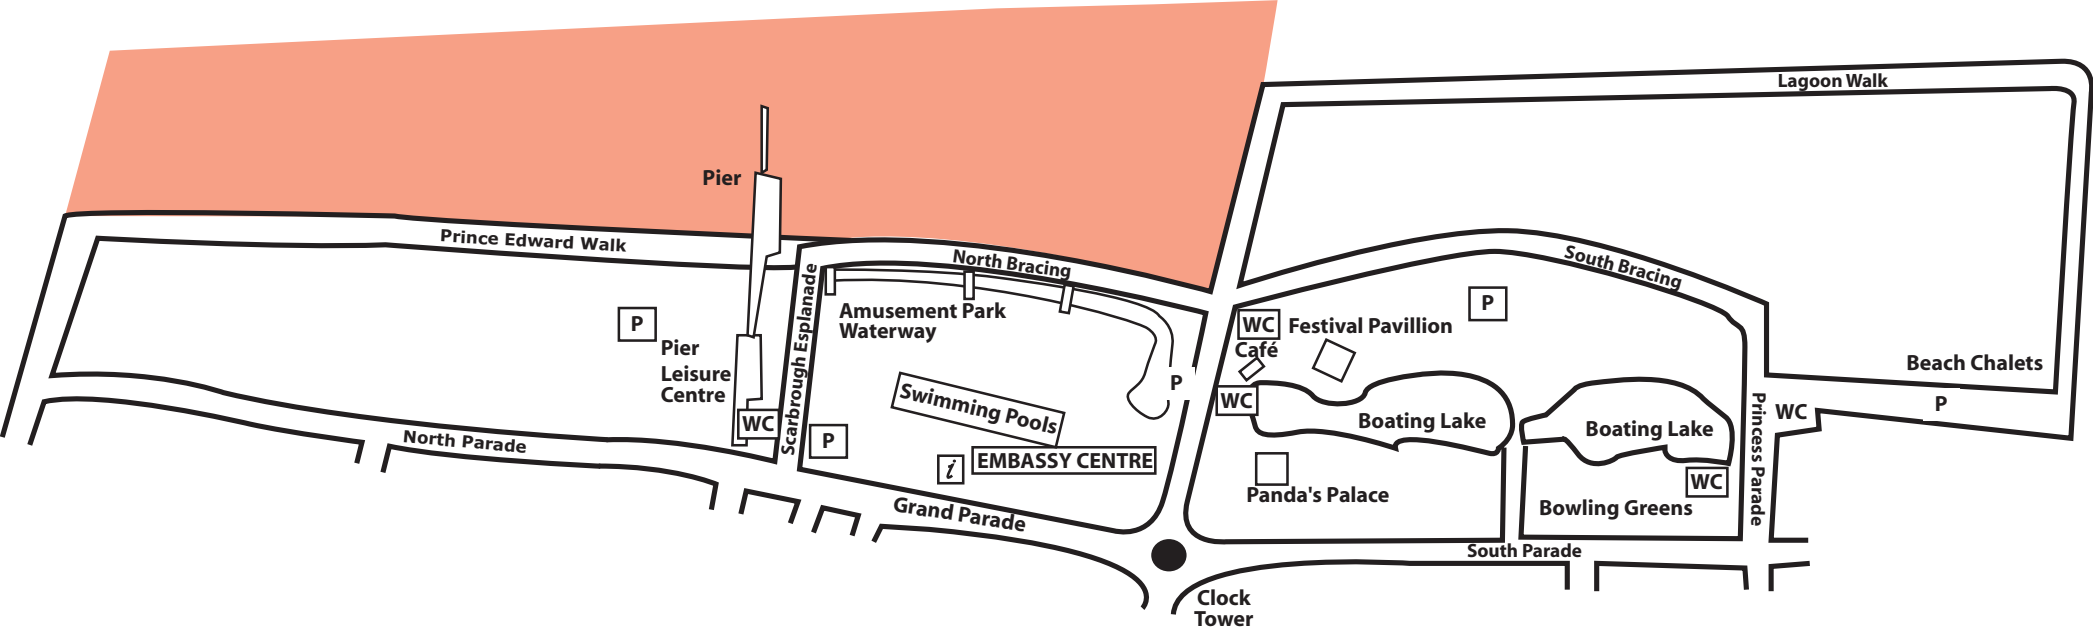 Lagoon Walk
Pier
Prince Edward Walk
North Bracing
South Bracing
Scarbrough Esplanade
Amusement Park
Waterway
P
P
WC
Festival Pavillion
Café
Pier
Leisure
Centre
Beach Chalets
P
Swimming Pools
WC
Boating Lake
Boating Lake
Princess Parade
WC
P
WC
P
North Parade
i
EMBASSY CENTRE
Panda's Palace
WC
Bowling Greens
Grand Parade
South Parade
Clock
Tower